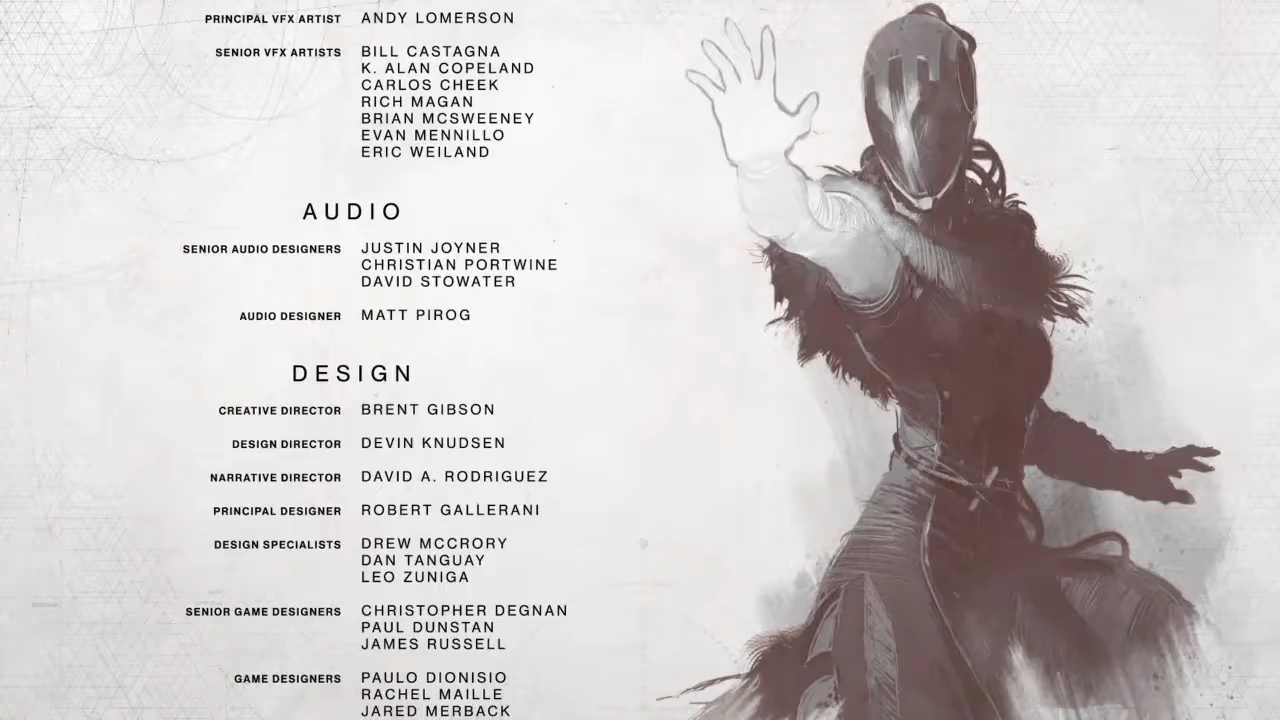 PRINCIPAL VFX ARTIST ANDY LOMERSON
SENIOR VFX ARTISTS BILL CASTAGNA
K. ALAN COPELAND
CARLOS CHEEK
RICH MAGAN
BRIAN MCSWEENEY
EVAN MENNILLO
ERIC WEILAND
AUDIO
SENIOR AUDIO DESIGNERS JUSTIN JOYNER
CHRISTIAN PORTWINE
DAVID STOWATER
AUDIO DESIGNER MATT PIROG
DESIGN
CREATIVE DIRECTOR BRENT GIBSON
DESIGN DIRECTOR DEVIN KNUDSEN
NARRATIVE DIRECTOR DAVID A. RODRIGUEZ
PRINCIPAL DESIGNER ROBERT GALLERANI
DESIGN SPECIALISTS DREW MCCRORY
DAN TANGUAY
LEO ZUNIGA
SENIOR GAME DESIGNERS CHRISTOPHER DEGNAN
PAUL DUNSTAN
JAMES RUSSELL
GAME DESIGNERS PAULO DIONISIO
RACHEL MAILLE
JARED MERBACK